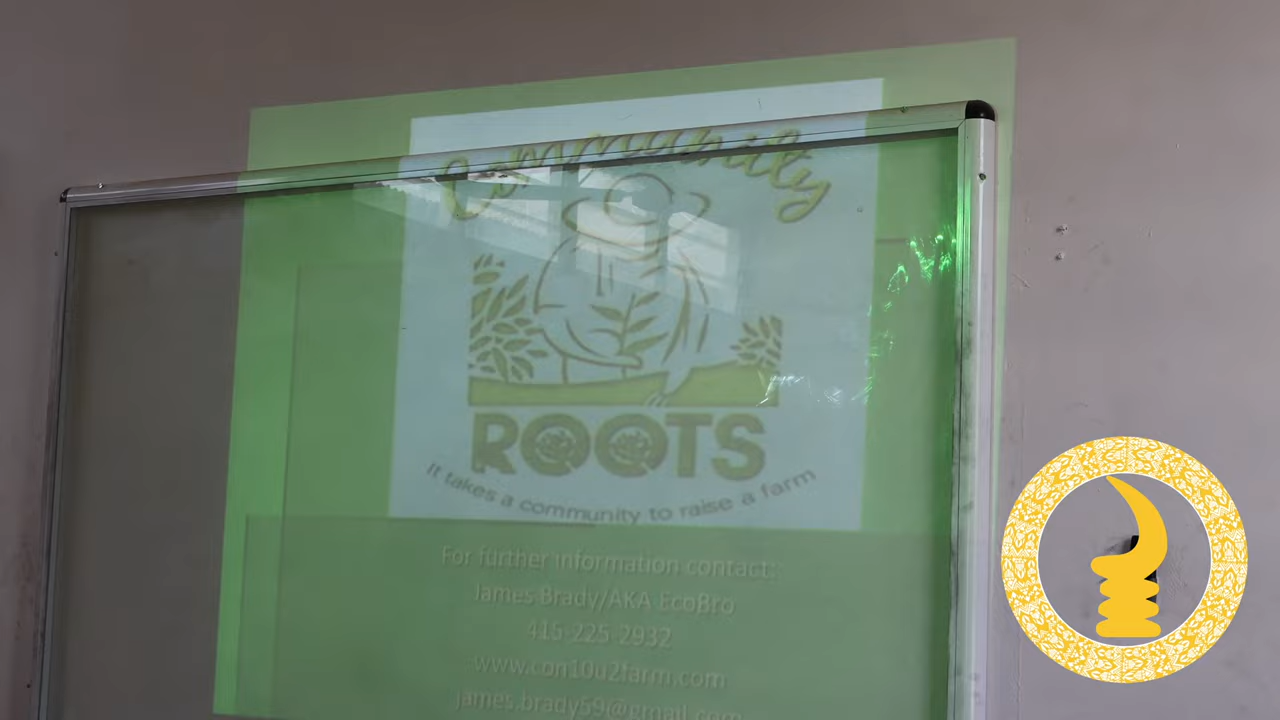 Community
ROOTS
It takes a community to raise a farm
For further information contact:
James Brady/AKA EcoBro
415-225-2932
www.con10u2farm.com
james.brady59@gmail.com